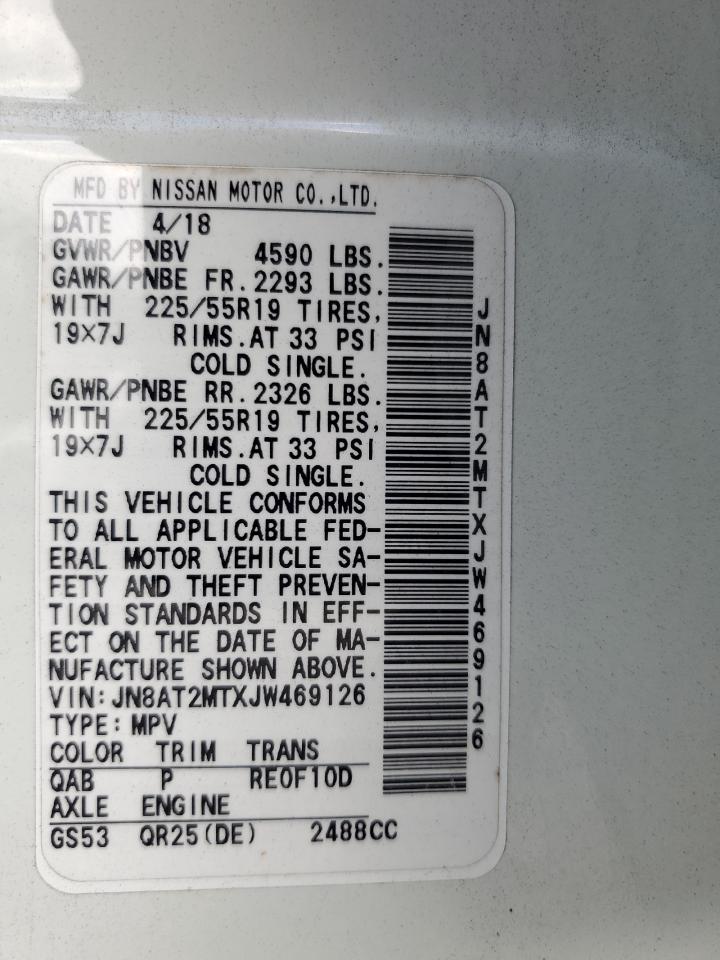 MFD BY NISSAN MOTOR CO.,LTD.
DATE 4/18
GVWR/PNBV 4590 LBS.
GAWR/PNBE FR.2293 LBS.
WITH 225/55R19 TIRES,
19×7J RIMS.AT 33 PSI
COLD SINGLE.
GAWR/PNBE RR.2326 LBS.
WITH 225/55R19 TIRES,
19×7J RIMS.AT 33 PSI
COLD SINGLE.
THIS VEHICLE CONFORMS
TO ALL APPLICABLE FED-
ERAL MOTOR VEHICLE SA-
FETY AND THEFT PREVEN-
TION STANDARDS IN EFF-
ECT ON THE DATE OF MA-
NUFACTURE SHOWN ABOVE.
VIN:JN8AT2MTXJW469126
TYPE:MPV
COLOR TRIM TRANS
QAB P RE0F10D
AXLE ENGINE
GS53 QR25(DE) 2488CC
JN8AT2MTXJW469126